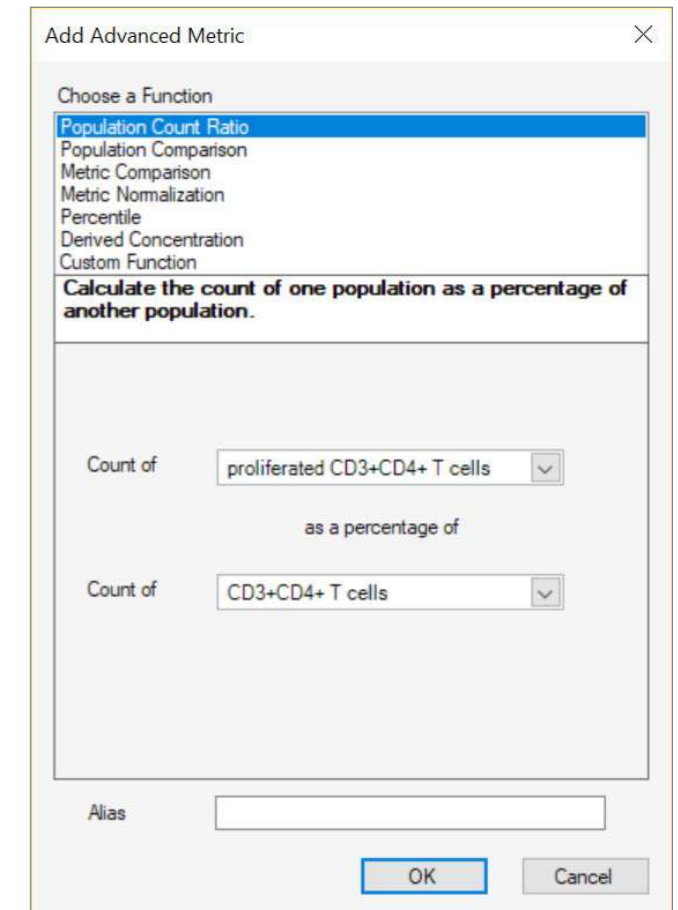 Add Advanced Metric
Choose a Function
Population Count Ratio
Population Comparison
Metric Comparison
Metric Normalization
Percentile
Derived Concentration
Custom Function
Calculate the count of one population as a percentage of
another population.
Count of
proliferated CD3+CD4+ T cells
as a percentage of
Count of
CD3+CD4+ T cells
Alias
OK
Cancel